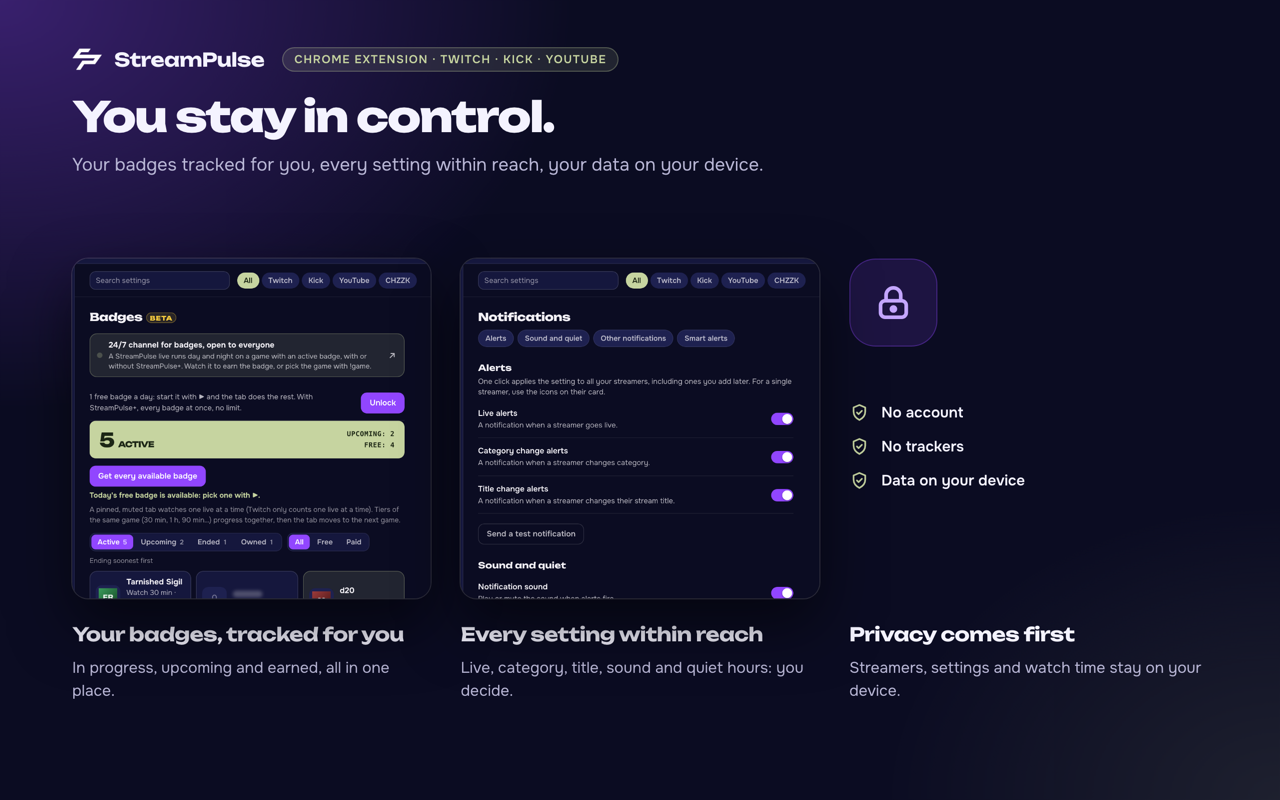 StreamPulse
CHROME EXTENSION · TWITCH · KICK · YOUTUBE
You stay in control.
Your badges tracked for you, every setting within reach, your data on your device.
Search settings
All
Twitch
Kick
YouTube
CHZZK
Badges BETA
24/7 channel for badges, open to everyone
A StreamPulse live runs day and night on a game with an active badge, with or
without StreamPulse+. Watch it to earn the badge, or pick the game with !game.
1 free badge a day: start it with ▶ and the tab does the rest. With
StreamPulse+, every badge at once, no limit.
Unlock
5 ACTIVE
UPCOMING: 2
FREE: 4
Get every available badge
Today's free badge is available: pick one with ▶.
A pinned, muted tab watches one live at a time (Twitch only counts one live at a time). Tiers of
the same game (30 min, 1 h, 90 min…) progress together, then the tab moves to the next game.
Active 5
Upcoming 2
Ended 1
Owned 1
All
Free
Paid
Ending soonest first
Tarnished Sigil
Watch 30 min ·
d20
Search settings
All
Twitch
Kick
YouTube
CHZZK
Notifications
Alerts
Sound and quiet
Other notifications
Smart alerts
Alerts
One click applies the setting to all your streamers, including ones you add later. For a single
streamer, use the icons on their card.
Live alerts
A notification when a streamer goes live.
Category change alerts
A notification when a streamer changes category.
Title change alerts
A notification when a streamer changes their stream title.
Send a test notification
Sound and quiet
Notification sound
Play or mute the sound when alerts fire.
No account
No trackers
Data on your device
Your badges, tracked for you
In progress, upcoming and earned, all in one
place.
Every setting within reach
Live, category, title, sound and quiet hours: you
decide.
Privacy comes first
Streamers, settings and watch time stay on your
device.